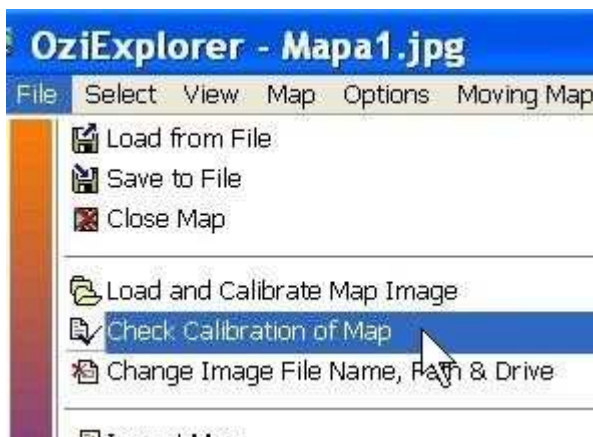 OziExplorer - Mapa1.jpg
File Select View Map Options Moving Map
Load from File
Save to File
Close Map
Load and Calibrate Map Image
Check Calibration of Map
Change Image File Name, Path & Drive